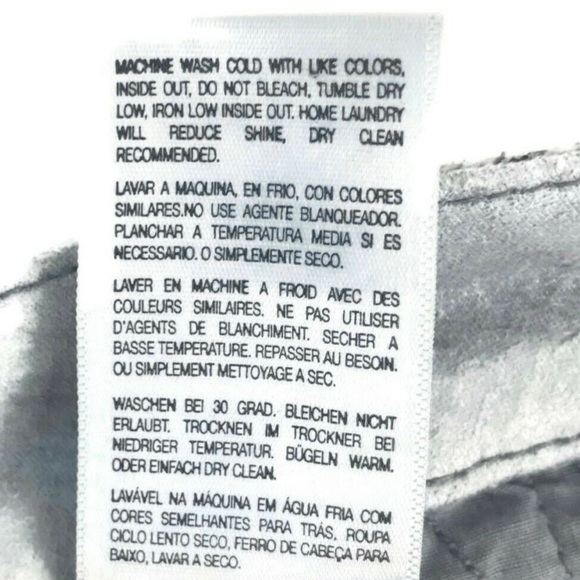 MACHINE WASH COLD WITH LIKE COLORS,
INSIDE OUT, DO NOT BLEACH, TUMBLE DRY
LOW, IRON LOW INSIDE OUT. HOME LAUNDRY
WILL REDUCE SHINE, DRY CLEAN
RECOMMENDED.
LAVAR A MAQUINA, EN FRIO, CON COLORES
SIMILARES.NO USE AGENTE BLANQUEADOR.
PLANCHAR A TEMPERATURA MEDIA SI ES
NECESSARIO. O SIMPLEMENTE SECO.
LAVER EN MACHINE A FROID AVEC DES
COULEURS SIMILAIRES. NE PAS UTILISER
D'AGENTS DE BLANCHIMENT. SECHER A
BASSE TEMPERATURE. REPASSER AU BESOIN.
OU SIMPLEMENT METTOYAGE A SEC.
WASCHEN BEI 30 GRAD. BLEICHEN NICHT
ERLAUBT. TROCKNEN IM TROCKNER BEI
NIEDRIGER TEMPERATUR. BÜGELN WARM.
ODER EINFACH DRY CLEAN.
LAVÁVEL NA MÁQUINA EM ÁGUA FRIA COM
CORES SEMELHANTES PARA TRÁS, ROUPA
CICLO LENTO SECO, FERRO DE CABEÇA PARA
BAIXO, LAVAR A SECO.